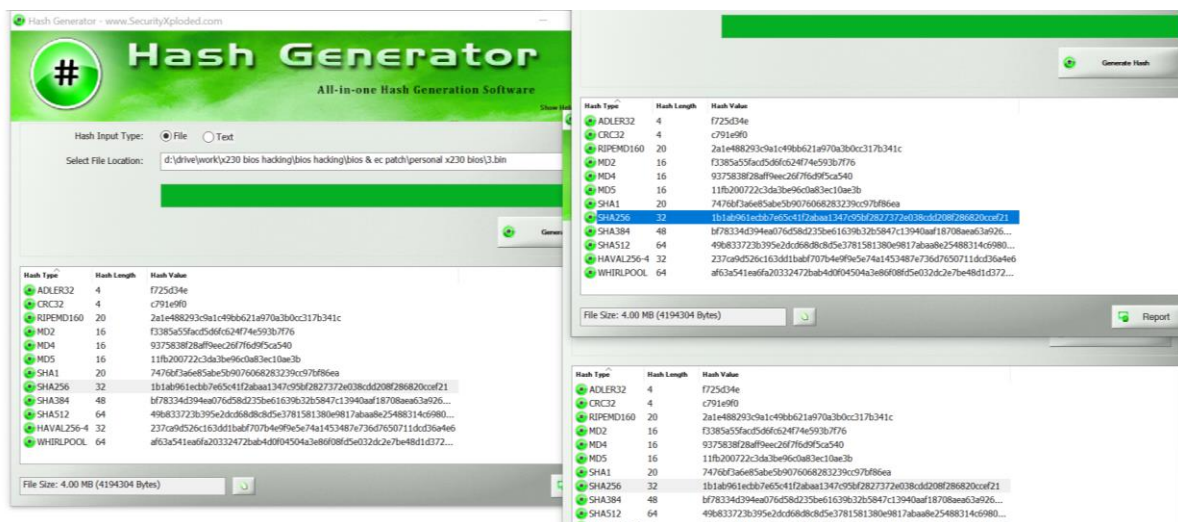 Hash Generator - www.SecurityXploded.com
Hash Generator
#
All-in-one Hash Generation Software
Hash Input Type: File Text
Select File Location: d:\drive\work\x230 bios hacking\bios hacking\bios & ec patch\personal x230 bios\3.bin
Hash Type Hash Length Hash Value
ADLER32 4 f725d34e
CRC32 4 c791e9f0
RIPEMD160 20 2a1e488293c9a1c49bb621a970a3b0cc317b341c
MD2 16 f3385a55facd5d6fc624f74e593b7f76
MD4 16 9375838f28aff9eec26f7f6d9f5ca540
MD5 16 11fb200722c3da3be96c0a83ec10ae3b
SHA1 20 7476bf3a6e85abe5b9076068283239cc97bf86ea
SHA256 32 1b1ab961ecbb7e65c41f2abaa1347c95bf2827372e038cdd208f286820ccef21
SHA384 48 bf78334d394ea076d58d235be61639b32b5847c13940aaf18708aea63a926...
SHA512 64 49b833723b395e2dcd68d8c8d5e3781581380e9817abaa8e25488314c6980...
HAVAL256-4 32 237ca9d526c163dd1babf707b4e9f9e5e74a1453487e736d7650711dcd36a4e6
WHIRLPOOL 64 af63a541ea6fa20332472bab4d0f04504a3e86f08fd5e032dc2e7be48d1d372...
File Size: 4.00 MB (4194304 Bytes)
Generate Hash
Hash Type Hash Length Hash Value
ADLER32 4 f725d34e
CRC32 4 c791e9f0
RIPEMD160 20 2a1e488293c9a1c49bb621a970a3b0cc317b341c
MD2 16 f3385a55facd5d6fc624f74e593b7f76
MD4 16 9375838f28aff9eec26f7f6d9f5ca540
MD5 16 11fb200722c3da3be96c0a83ec10ae3b
SHA1 20 7476bf3a6e85abe5b9076068283239cc97bf86ea
SHA256 32 1b1ab961ecbb7e65c41f2abaa1347c95bf2827372e038cdd208f286820ccef21
SHA384 48 bf78334d394ea076d58d235be61639b32b5847c13940aaf18708aea63a926...
SHA512 64 49b833723b395e2dcd68d8c8d5e3781581380e9817abaa8e25488314c6980...
HAVAL256-4 32 237ca9d526c163dd1babf707b4e9f9e5e74a1453487e736d7650711dcd36a4e6
WHIRLPOOL 64 af63a541ea6fa20332472bab4d0f04504a3e86f08fd5e032dc2e7be48d1d372...
File Size: 4.00 MB (4194304 Bytes)
Report
Hash Type Hash Length Hash Value
ADLER32 4 f725d34e
CRC32 4 c791e9f0
RIPEMD160 20 2a1e488293c9a1c49bb621a970a3b0cc317b341c
MD2 16 f3385a55facd5d6fc624f74e593b7f76
MD4 16 9375838f28aff9eec26f7f6d9f5ca540
MD5 16 11fb200722c3da3be96c0a83ec10ae3b
SHA1 20 7476bf3a6e85abe5b9076068283239cc97bf86ea
SHA256 32 1b1ab961ecbb7e65c41f2abaa1347c95bf2827372e038cdd208f286820ccef21
SHA384 48 bf78334d394ea076d58d235be61639b32b5847c13940aaf18708aea63a926...
SHA512 64 49b833723b395e2dcd68d8c8d5e3781581380e9817abaa8e25488314c6980...